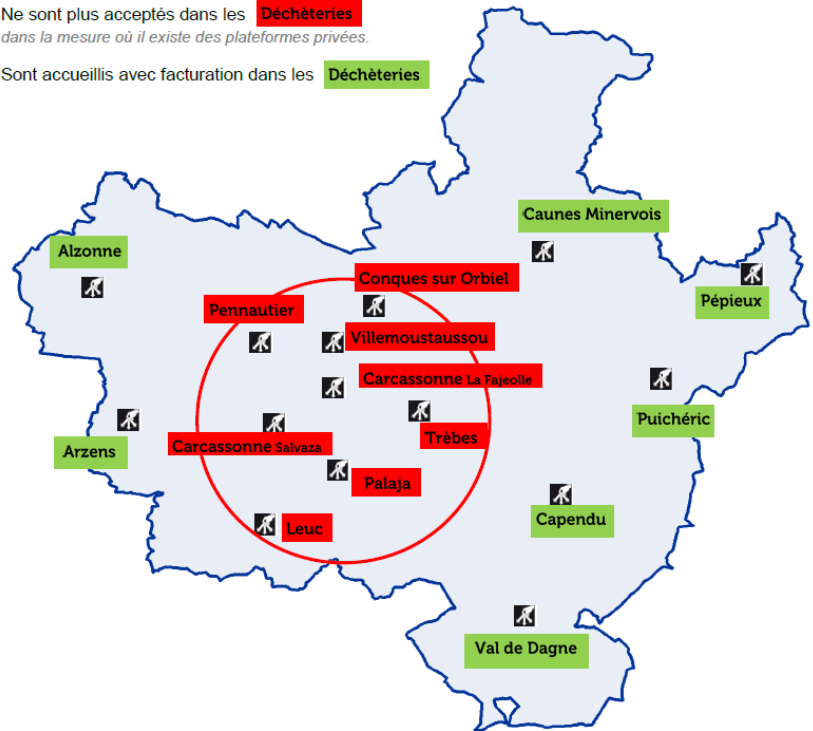 Ne sont plus acceptés dans les Déchèteries
dans la mesure où il existe des plateformes privées.
Sont accueillis avec facturation dans les Déchèteries
Caunes Minervois
Alzonne
Conques sur Orbiel
Pépieux
Pennautier
Villemoustaussou
Carcassonne La Fajeolle
Puichéric
Trèbes
Carcassonne Salvaza
Arzens
Palaja
Capendu
Leuc
Val de Dagne